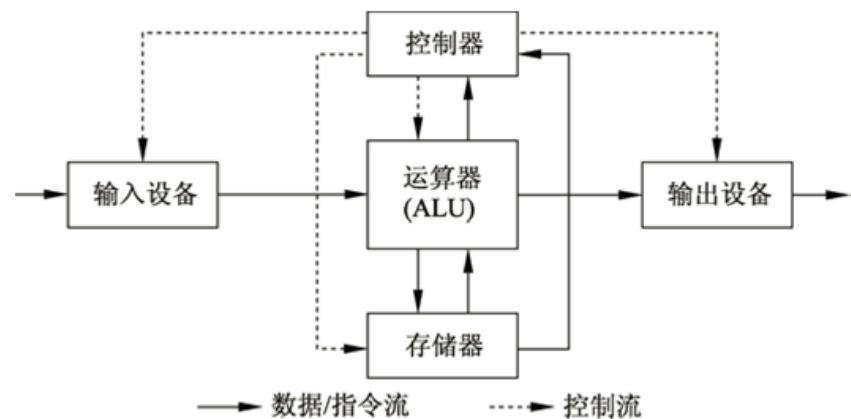 控制器
输入设备
运算器
(ALU)
输出设备
存储器
数据/指令流
控制流